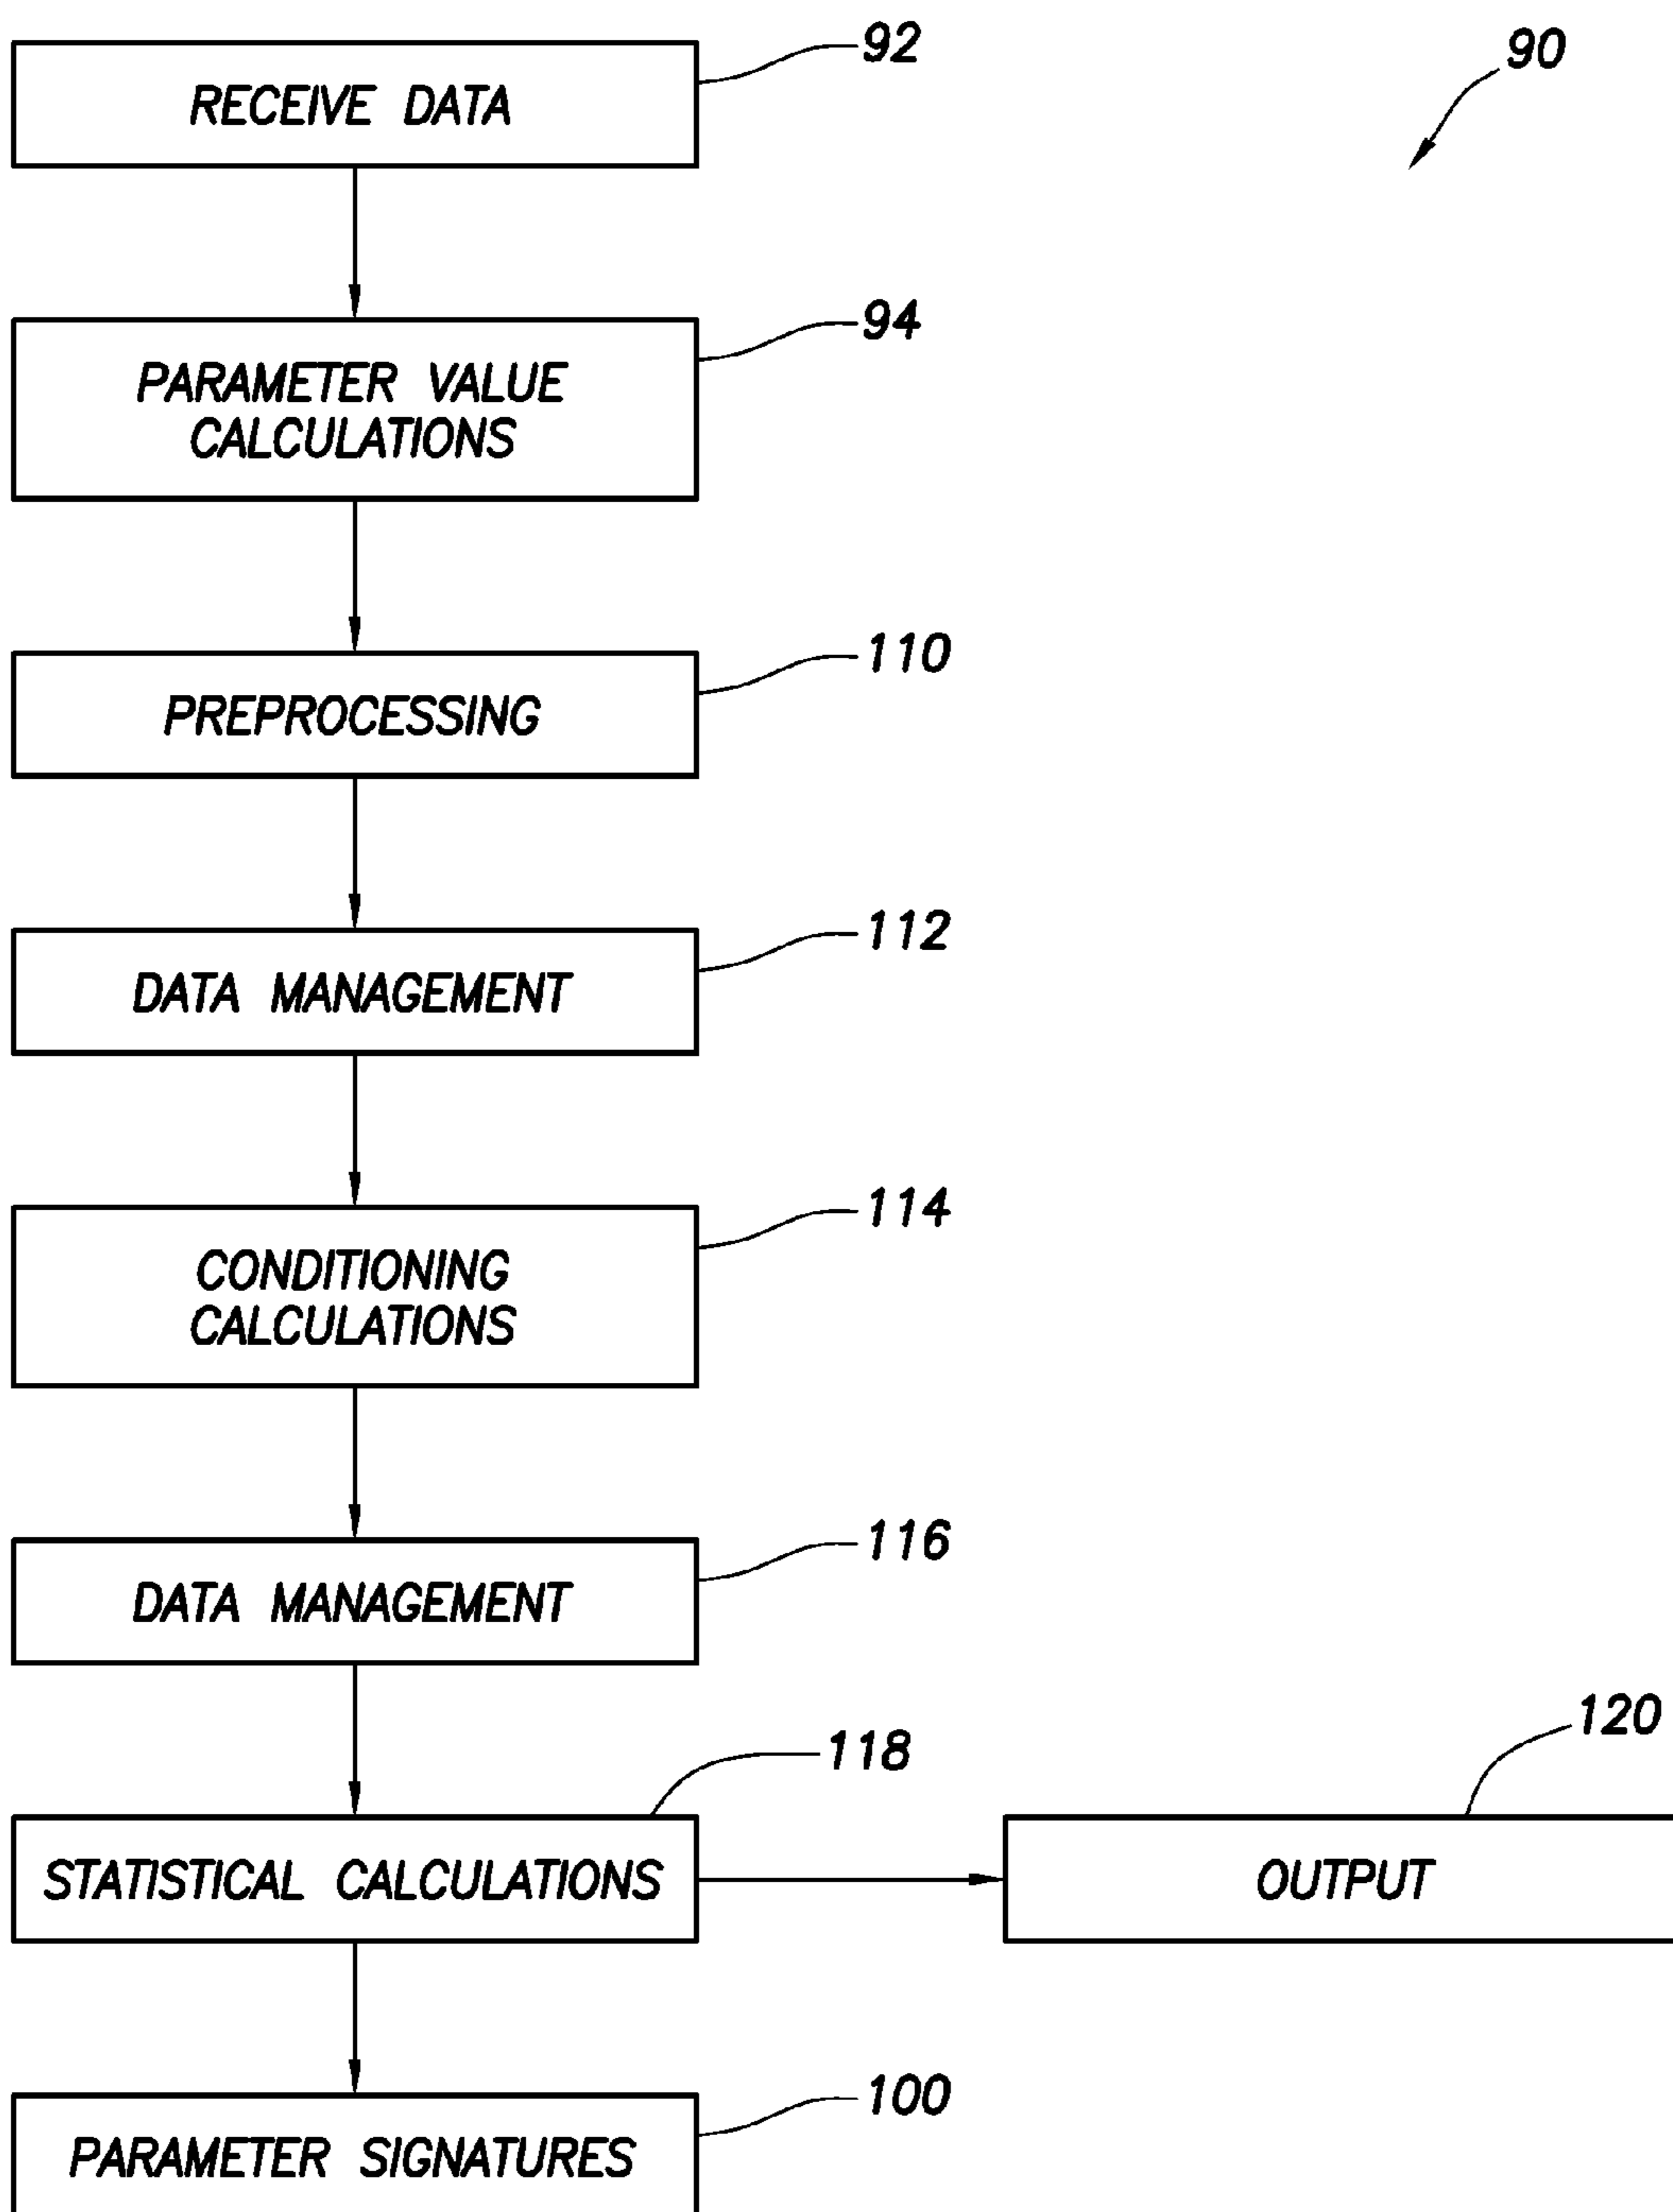 92
90
RECEIVE DATA
94
PARAMETER VALUE
CALCULATIONS
110
PREPROCESSING
112
DATA MANAGEMENT
114
CONDITIONING
CALCULATIONS
116
DATA MANAGEMENT
118
120
STATISTICAL CALCULATIONS
OUTPUT
100
PARAMETER SIGNATURES